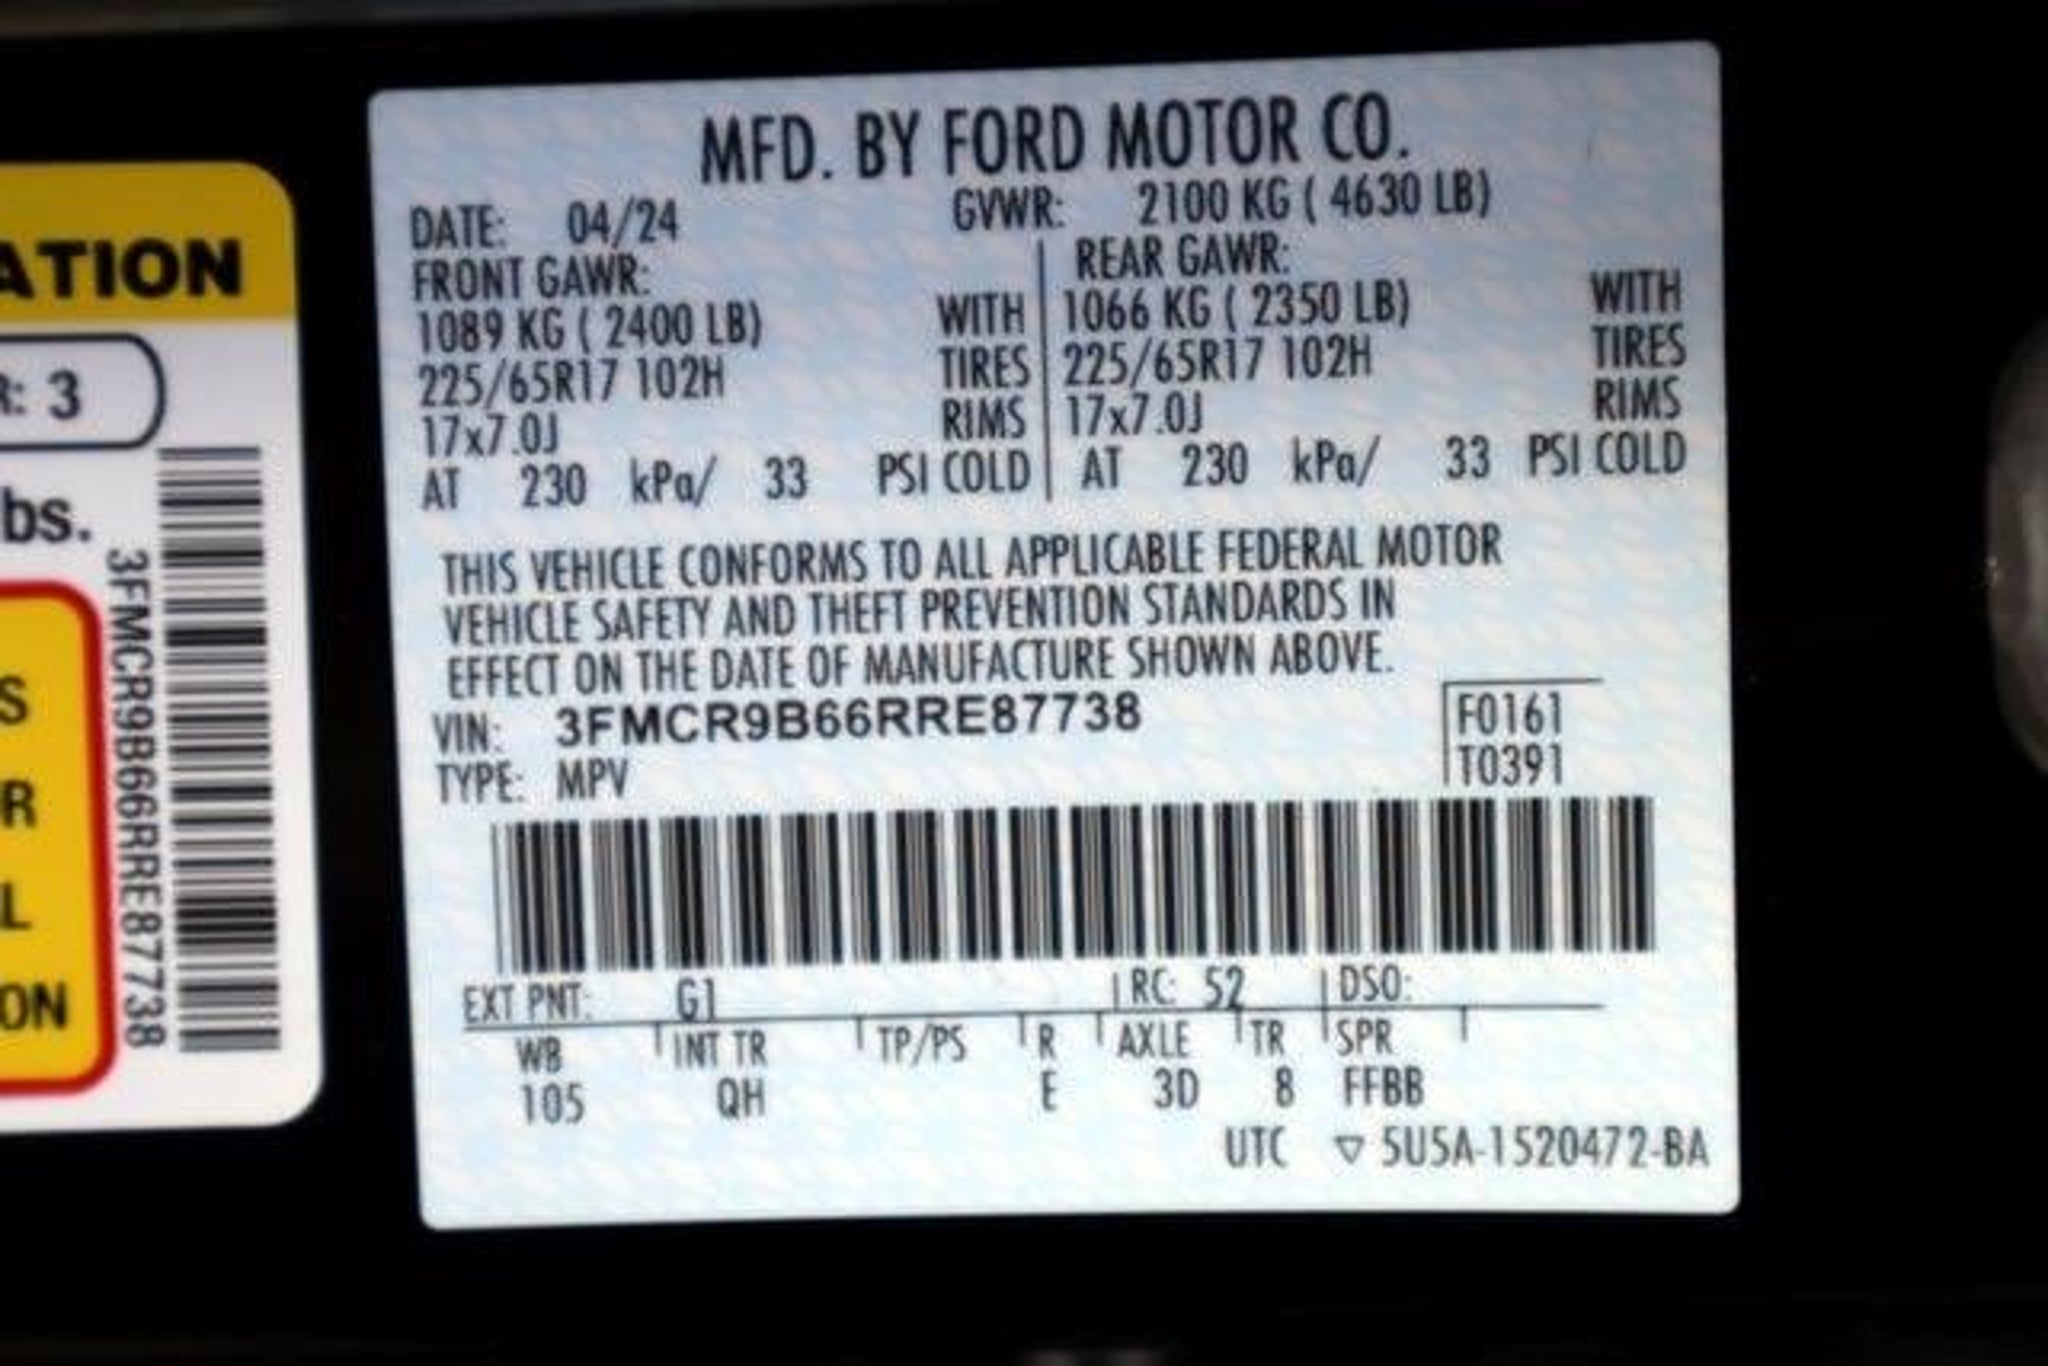 ATION
R: 3
bs.
S
R
L
ON
3FMCR9B66RRE87738
MFD. BY FORD MOTOR CO.
DATE: 04/24 GVWR: 2100 KG ( 4630 LB)
FRONT GAWR: REAR GAWR:
1089 KG ( 2400 LB) WITH 1066 KG ( 2350 LB) WITH
225/65R17 102H TIRES 225/65R17 102H TIRES
17x7.0J RIMS 17x7.0J RIMS
AT 230 kPa/ 33 PSI COLD AT 230 kPa/ 33 PSI COLD
THIS VEHICLE CONFORMS TO ALL APPLICABLE FEDERAL MOTOR
VEHICLE SAFETY AND THEFT PREVENTION STANDARDS IN
EFFECT ON THE DATE OF MANUFACTURE SHOWN ABOVE.
VIN: 3FMCR9B66RRE87738 F0161
TYPE: MPV T0391
EXT PNT: G1 RC: 52 DSO:
WB INT TR TP/PS R AXLE TR SPR
105 QH E 3D 8 FFBB
UTC ▽ 5U5A-1520472-BA